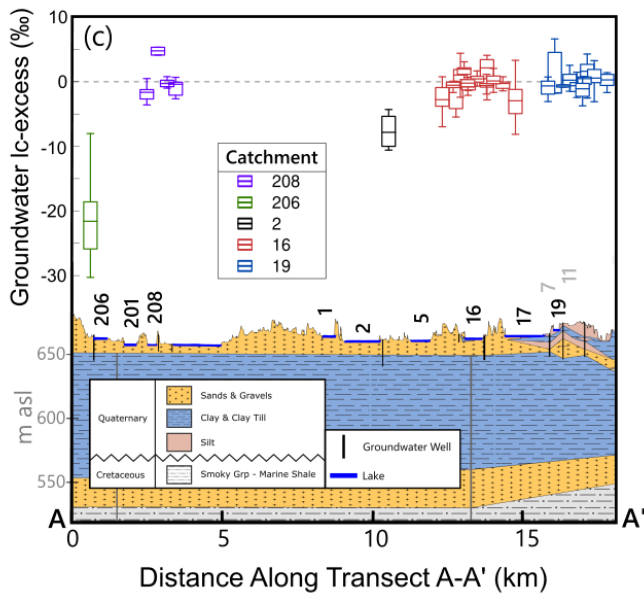 (c)
Groundwater lc-excess (‰)
10
0
-10
-20
-30
Catchment
208
206
2
16
19
206
201
208
1
2
5
16
17
7
19
11
m asl
650
600
550
Quaternary
Cretaceous
Sands & Gravels
Clay & Clay Till
Silt
Smoky Grp - Marine Shale
Groundwater Well
Lake
A
A'
0
5
10
15
Distance Along Transect A-A' (km)